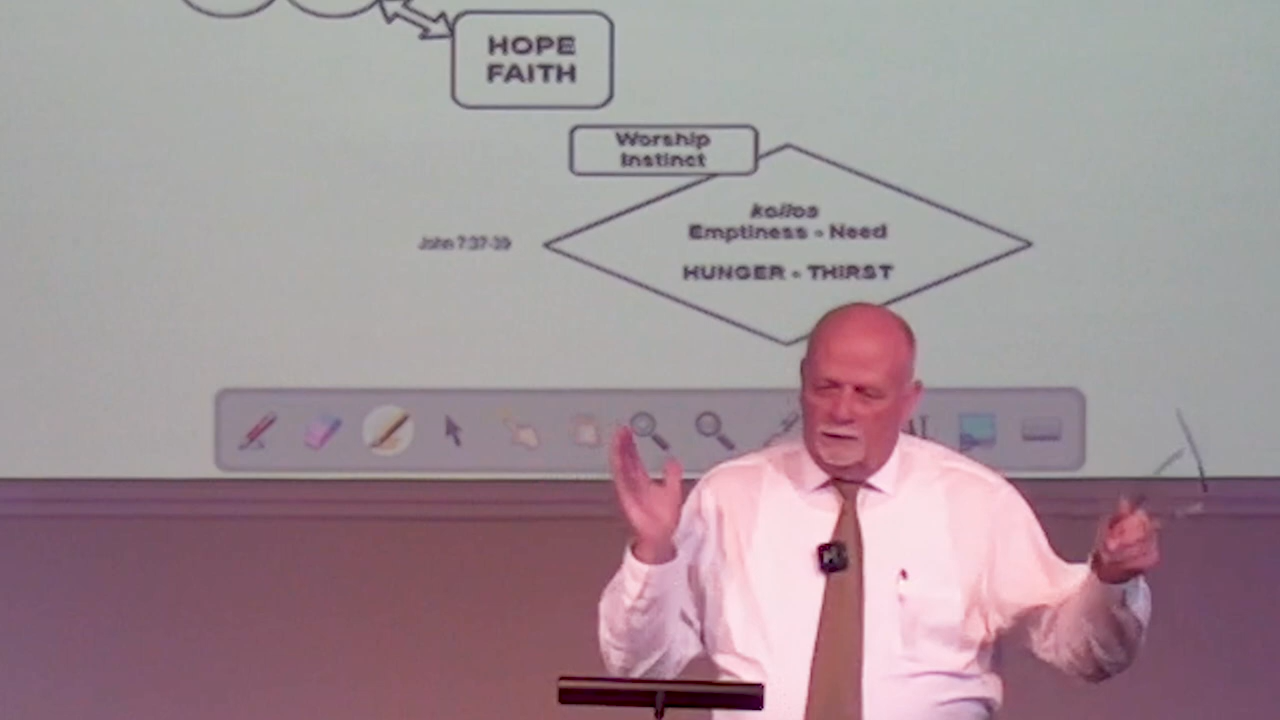 HOPE
FAITH
Worship
Instinct
koilos
Emptiness - Need
John 7:37-39
HUNGER - THIRST